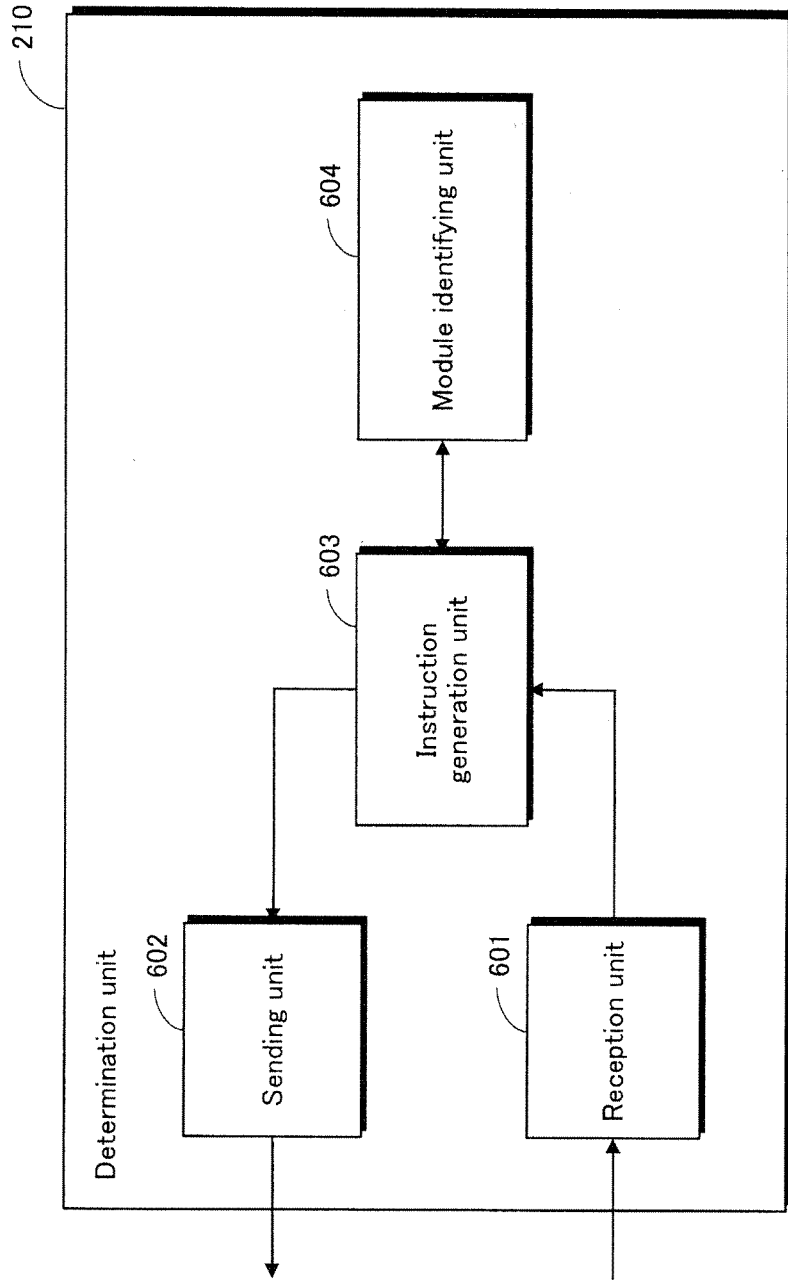 210
Determination unit
602
Sending unit
603
Instruction
generation unit
604
Module identifying unit
601
Reception unit